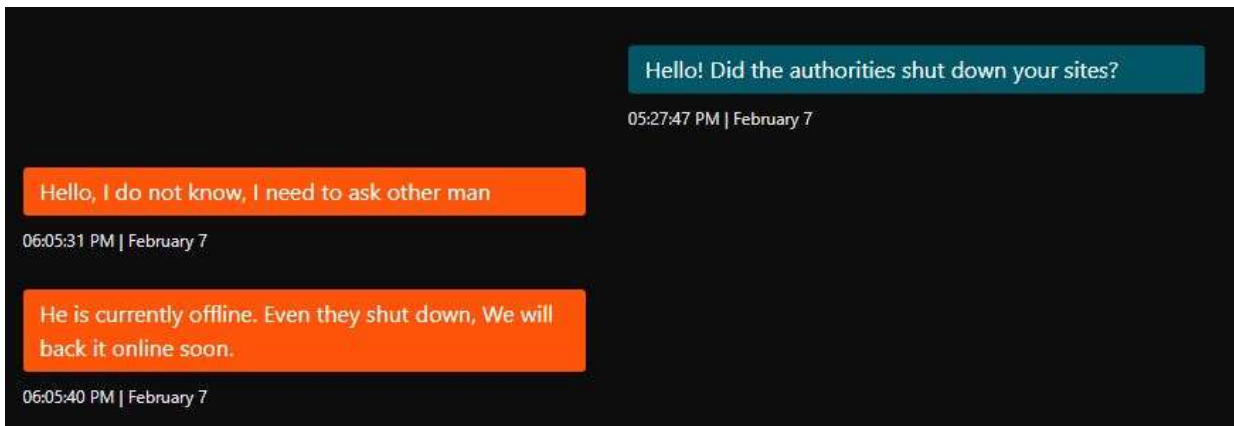 Hello! Did the authorities shut down your sites?
05:27:47 PM | February 7
Hello, I do not know, I need to ask other man
06:05:31 PM | February 7
He is currently offline. Even they shut down, We will
back it online soon.
06:05:40 PM | February 7